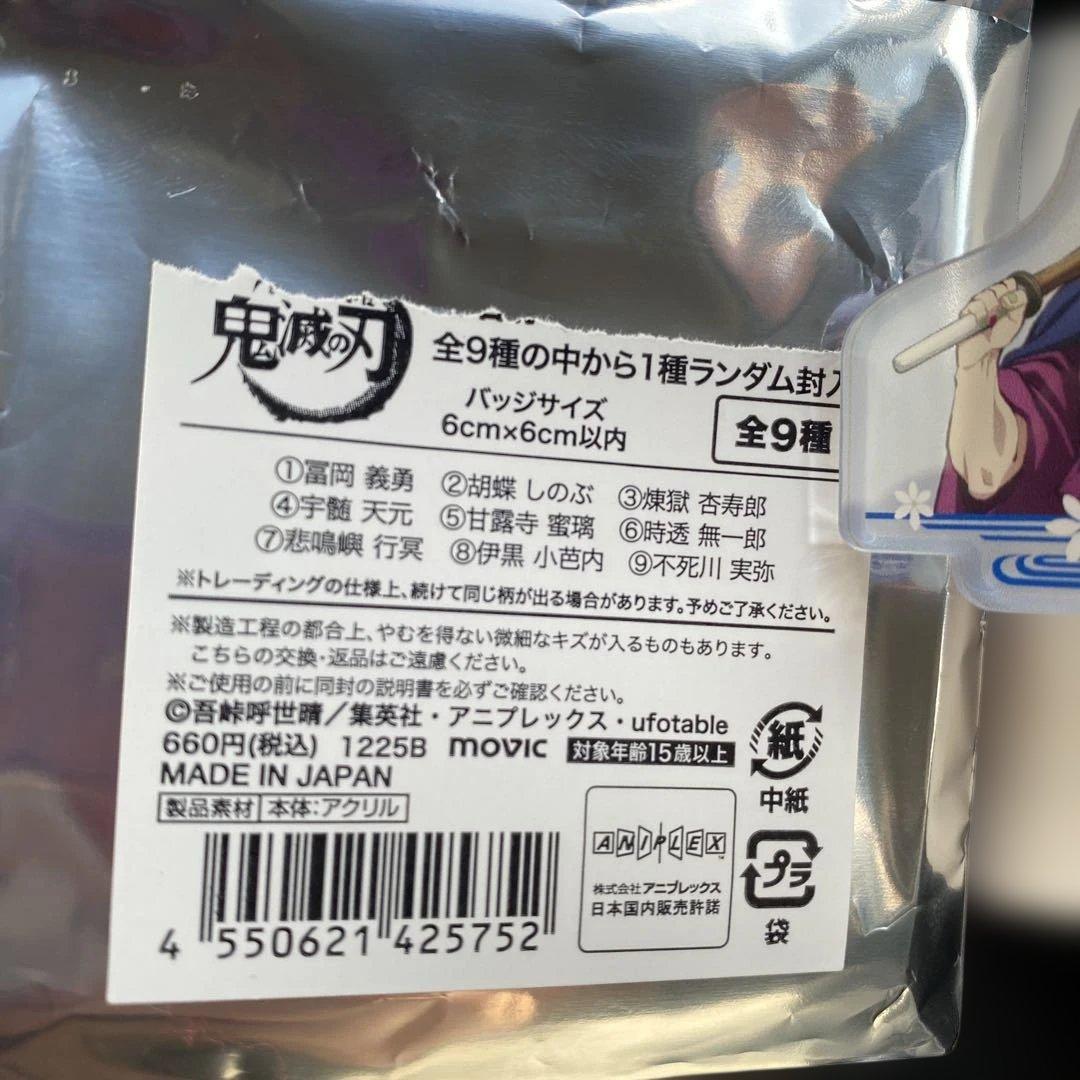 鬼滅の刃
全9種の中から1種ランダム封入
バッジサイズ
6cm×6cm以内
全9種
①冨岡 義勇 ②胡蝶 しのぶ ③煉獄 杏寿郎
④宇髄 天元 ⑤甘露寺 蜜璃 ⑥時透 無一郎
⑦悲鳴嶼 行冥 ⑧伊黒 小芭内 ⑨不死川 実弥
※トレーディングの仕様上、続けて同じ柄が出る場合があります。予めご了承ください。
※製造工程の都合上、やむを得ない微細なキズが入るものもあります。
こちらの交換・返品はご遠慮ください。
※ご使用の前に同封の説明書を必ずご確認ください。
©吾峠呼世晴／集英社・アニプレックス・ufotable
660円(税込) 1225B movic 対象年齢15歳以上
MADE IN JAPAN
製品素材 本体：アクリル
紙
中紙
ANIPLEX
株式会社アニプレックス
日本国内販売許諾
プラ
袋
4 550621 425752